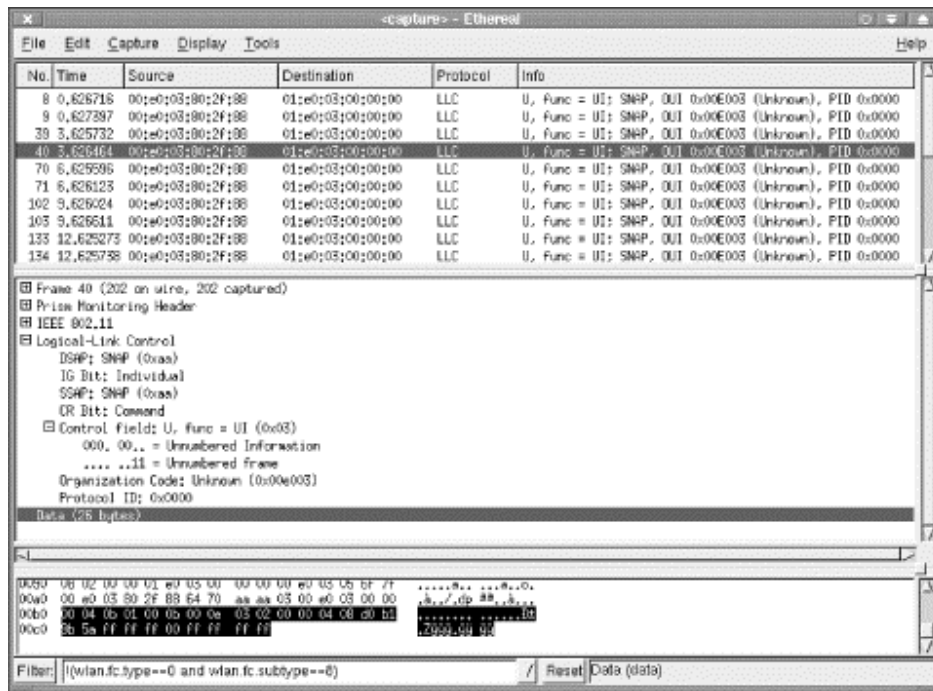 <capture> - Ethereal
File Edit Capture Display Tools Help
No. Time Source Destination Protocol Info
8 0.626716 00:e0:03:80:2f:88 01:e0:03:00:00:00 LLC U, func = UI: SNAP, OUI 0x00E003 (Unknown), PID 0x0000
9 0.627397 00:e0:03:80:2f:88 01:e0:03:00:00:00 LLC U, func = UI: SNAP, OUI 0x00E003 (Unknown), PID 0x0000
39 3.625732 00:e0:03:80:2f:88 01:e0:03:00:00:00 LLC U, func = UI: SNAP, OUI 0x00E003 (Unknown), PID 0x0000
40 3.626464 00:e0:03:80:2f:88 01:e0:03:00:00:00 LLC U, func = UI: SNAP, OUI 0x00E003 (Unknown), PID 0x0000
70 6.625596 00:e0:03:80:2f:88 01:e0:03:00:00:00 LLC U, func = UI: SNAP, OUI 0x00E003 (Unknown), PID 0x0000
71 6.626123 00:e0:03:80:2f:88 01:e0:03:00:00:00 LLC U, func = UI: SNAP, OUI 0x00E003 (Unknown), PID 0x0000
102 9.626024 00:e0:03:80:2f:88 01:e0:03:00:00:00 LLC U, func = UI: SNAP, OUI 0x00E003 (Unknown), PID 0x0000
103 9.626611 00:e0:03:80:2f:88 01:e0:03:00:00:00 LLC U, func = UI: SNAP, OUI 0x00E003 (Unknown), PID 0x0000
133 12.625273 00:e0:03:80:2f:88 01:e0:03:00:00:00 LLC U, func = UI: SNAP, OUI 0x00E003 (Unknown), PID 0x0000
134 12.625738 00:e0:03:80:2f:88 01:e0:03:00:00:00 LLC U, func = UI: SNAP, OUI 0x00E003 (Unknown), PID 0x0000
Frame 40 (202 on wire, 202 captured)
Prism Monitoring Header
IEEE 802.11
Logical-Link Control
DSAP: SNAP (0xaa)
IG Bit: Individual
SSAP: SNAP (0xaa)
CR Bit: Command
Control field: U, func = UI (0x03)
000. 00.. = Unnumbered Information
.... ..11 = Unnumbered frame
Organization Code: Unknown (0x00e003)
Protocol ID: 0x0000
Data (26 bytes)
0090 08 02 00 00 01 e0 03 00 00 00 00 e0 03 05 6f 7f
00a0 00 e0 03 80 2f 88 64 70 aa aa 03 00 e0 03 00 00
00b0 00 04 0b 01 00 0b 00 0e 03 02 00 00 04 08 d0 b1
00c0 8b 5a ff ff ff 00 ff ff ff ff
Filter: !(wlan.fc.type==0 and wlan.fc.subtype==8) Reset Data (data)